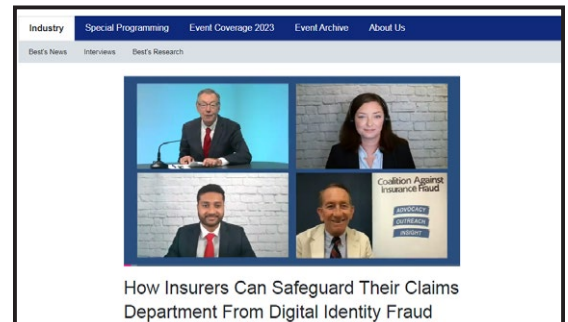 Industry Special Programming Event Coverage 2023 Event Archive About Us
Best's News Interviews Best's Research
Coalition Against
Insurance Fraud
ADVOCACY
OUTREACH
INSIGHT
How Insurers Can Safeguard Their Claims
Department From Digital Identity Fraud